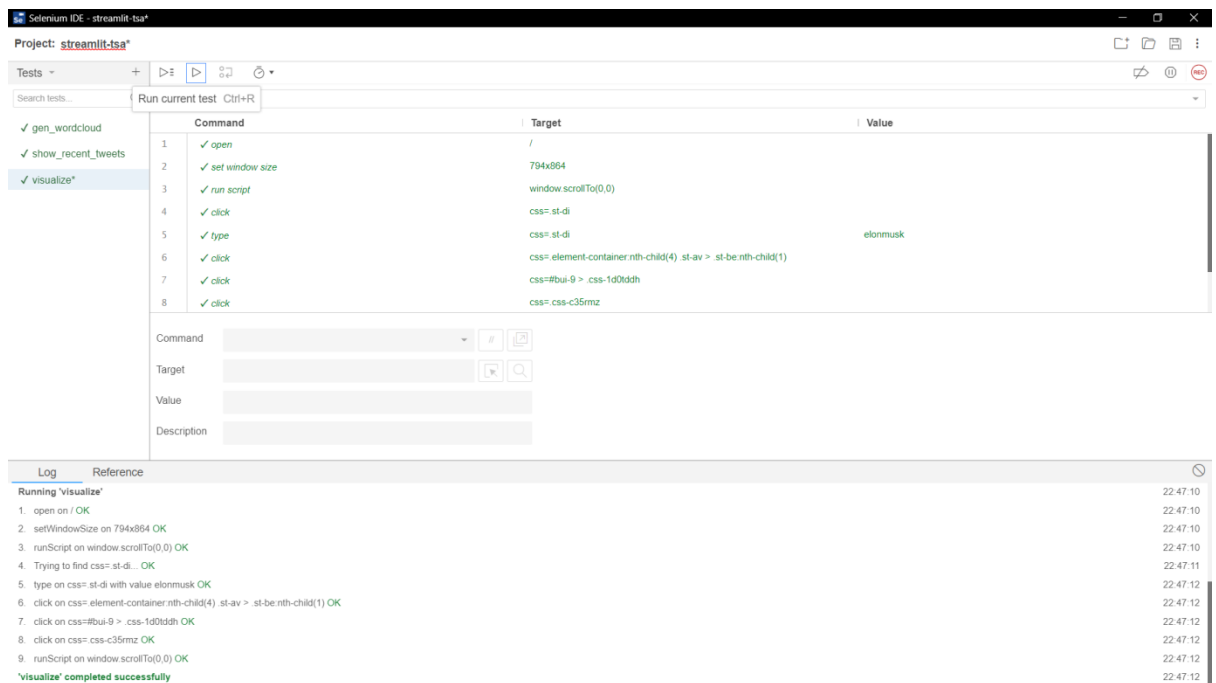 Selenium IDE - streamlit-tsa*
Project: streamlit-tsa*
Tests
Search tests...
Run current test Ctrl+R
REC
Command Target Value
✓ gen_wordcloud
✓ show_recent_tweets
✓ visualize*
1 ✓ open /
2 ✓ set window size 794x864
3 ✓ run script window.scrollTo(0,0)
4 ✓ click css=.st-di
5 ✓ type css=.st-di elonmusk
6 ✓ click css=.element-container:nth-child(4) .st-av > .st-be:nth-child(1)
7 ✓ click css=#bui-9 > .css-1d0tddh
8 ✓ click css=.css-c35rmz
Command //
Target
Value
Description
Log Reference
Running 'visualize' 22:47:10
1. open on / OK 22:47:10
2. setWindowSize on 794x864 OK 22:47:10
3. runScript on window.scrollTo(0,0) OK 22:47:10
4. Trying to find css=.st-di... OK 22:47:11
5. type on css=.st-di with value elonmusk OK 22:47:12
6. click on css=.element-container:nth-child(4) .st-av > .st-be:nth-child(1) OK 22:47:12
7. click on css=#bui-9 > .css-1d0tddh OK 22:47:12
8. click on css=.css-c35rmz OK 22:47:12
9. runScript on window.scrollTo(0,0) OK 22:47:12
'visualize' completed successfully 22:47:12